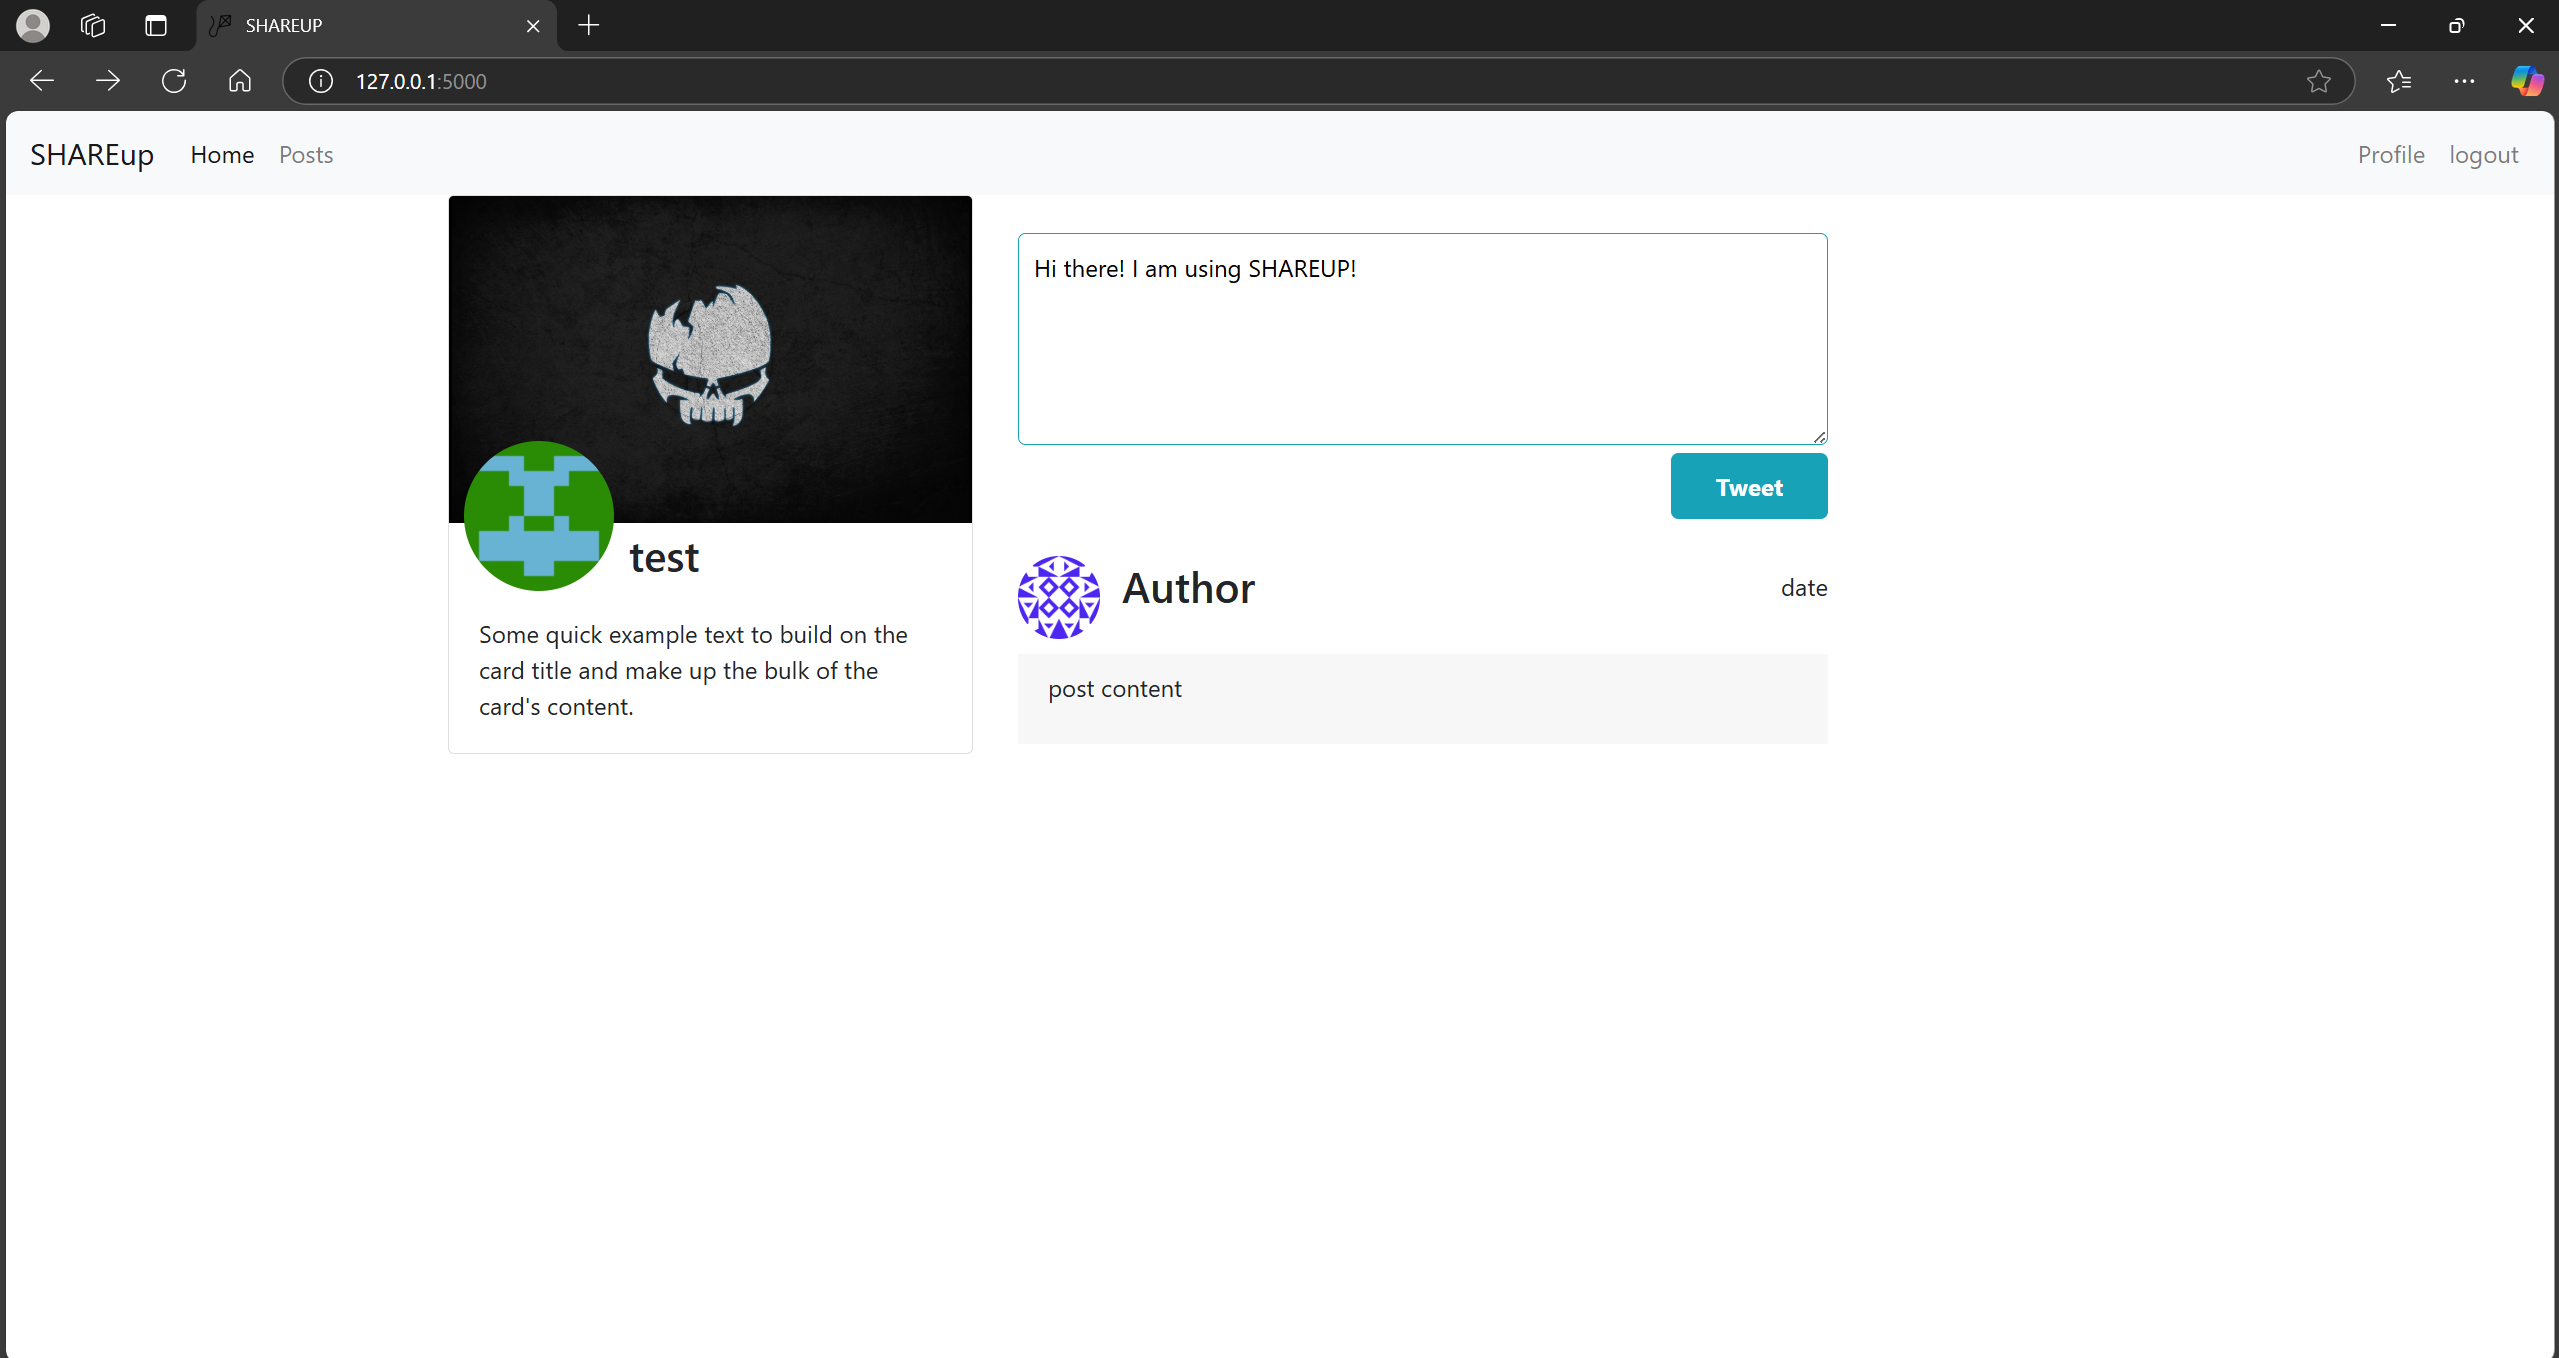 SHAREUP
127.0.0.1:5000
SHAREup Home Posts Profile logout
Hi there! I am using SHAREUP!
Tweet
test
Some quick example text to build on the
card title and make up the bulk of the
card's content.
Author date
post content